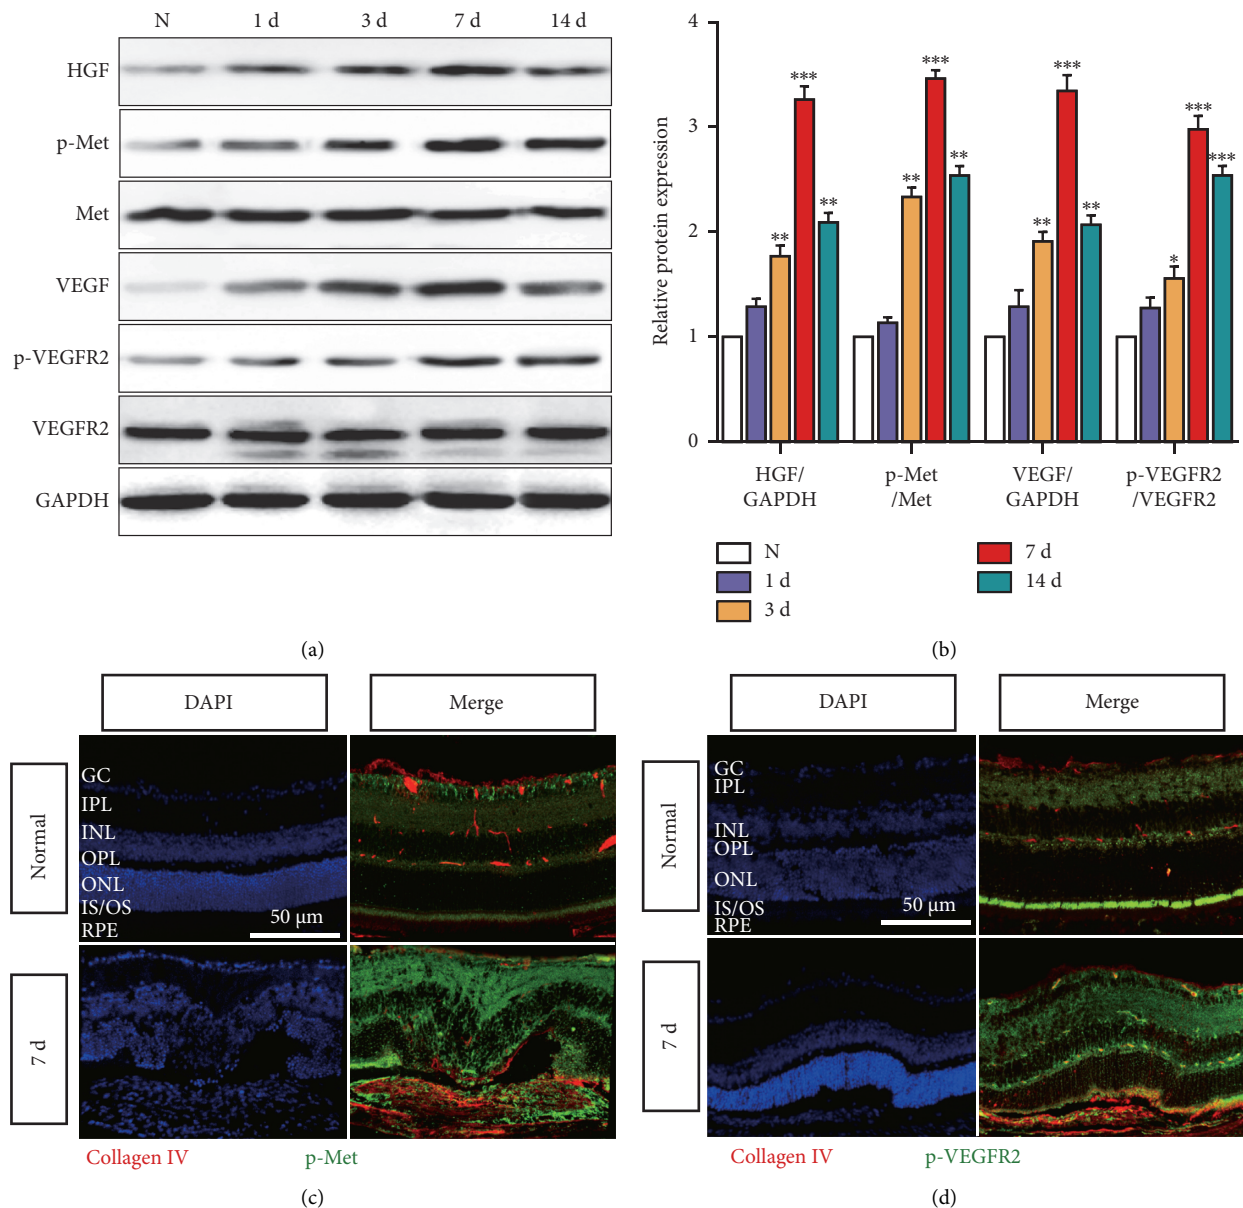 N 1 d 3 d 7 d 14 d
HGF
p-Met
Met
VEGF
p-VEGFR2
VEGFR2
GAPDH
(a)
4
3
2
1
0
Relative protein expression
*** ** **
*** ** **
*** ** **
*** *** *
HGF/
GAPDH
p-Met
/Met
VEGF/
GAPDH
p-VEGFR2
/VEGFR2
N
1 d
3 d
7 d
14 d
(b)
DAPI Merge
Normal
GC
IPL
INL
OPL
ONL
IS/OS
RPE
50 μm
7 d
Collagen IV p-Met
(c)
DAPI Merge
Normal
GC
IPL
INL
OPL
ONL
IS/OS
RPE
50 μm
7 d
Collagen IV p-VEGFR2
(d)